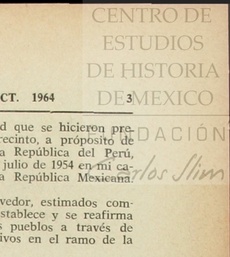 CENTRO DE
ESTUDIOS
DE HISTORIA
DE MEXICO
FUNDACIÓN
Carlos Slim
CT. 1964 3
d que se hicieron pre-
recinto, a propósito de
a República del Perú,
julio de 1954 en mi ca-
a República Mexicana.
vedor, estimados com-
stablece y se reafirma
s pueblos a través de
ivos en el ramo de la